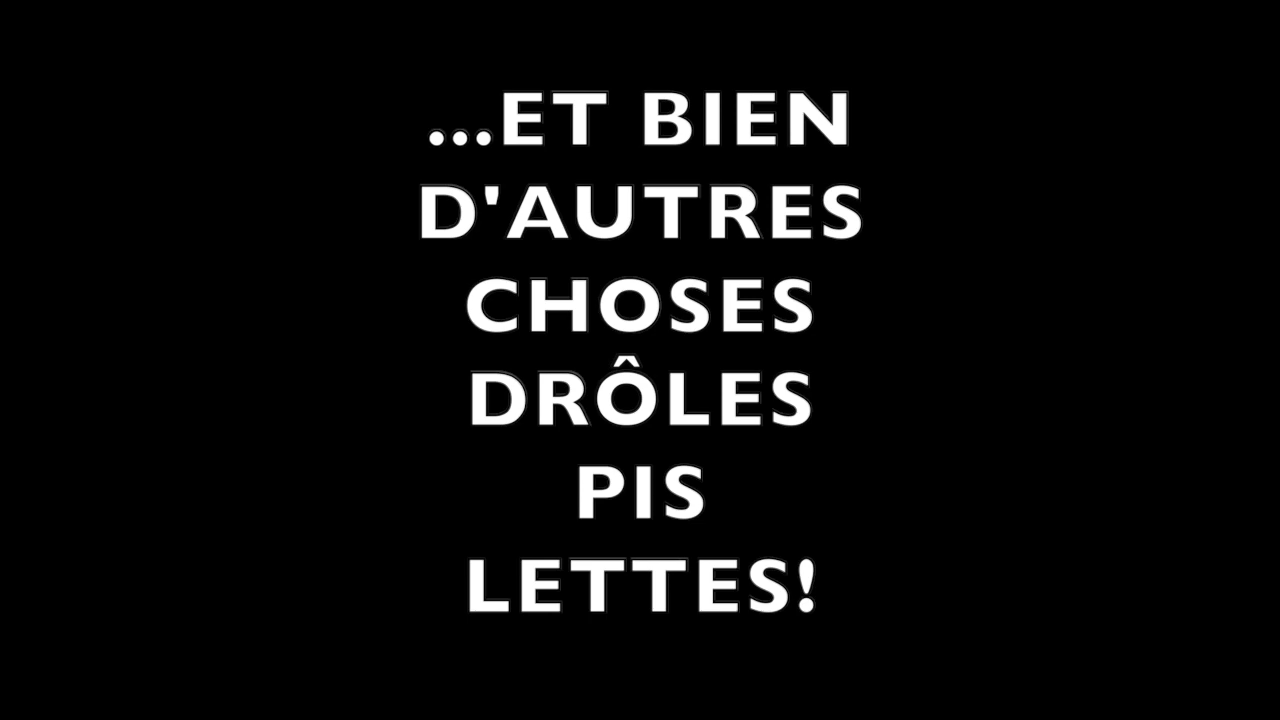 ...ET BIEN
D'AUTRES
CHOSES
DRÔLES
PIS
LETTES!